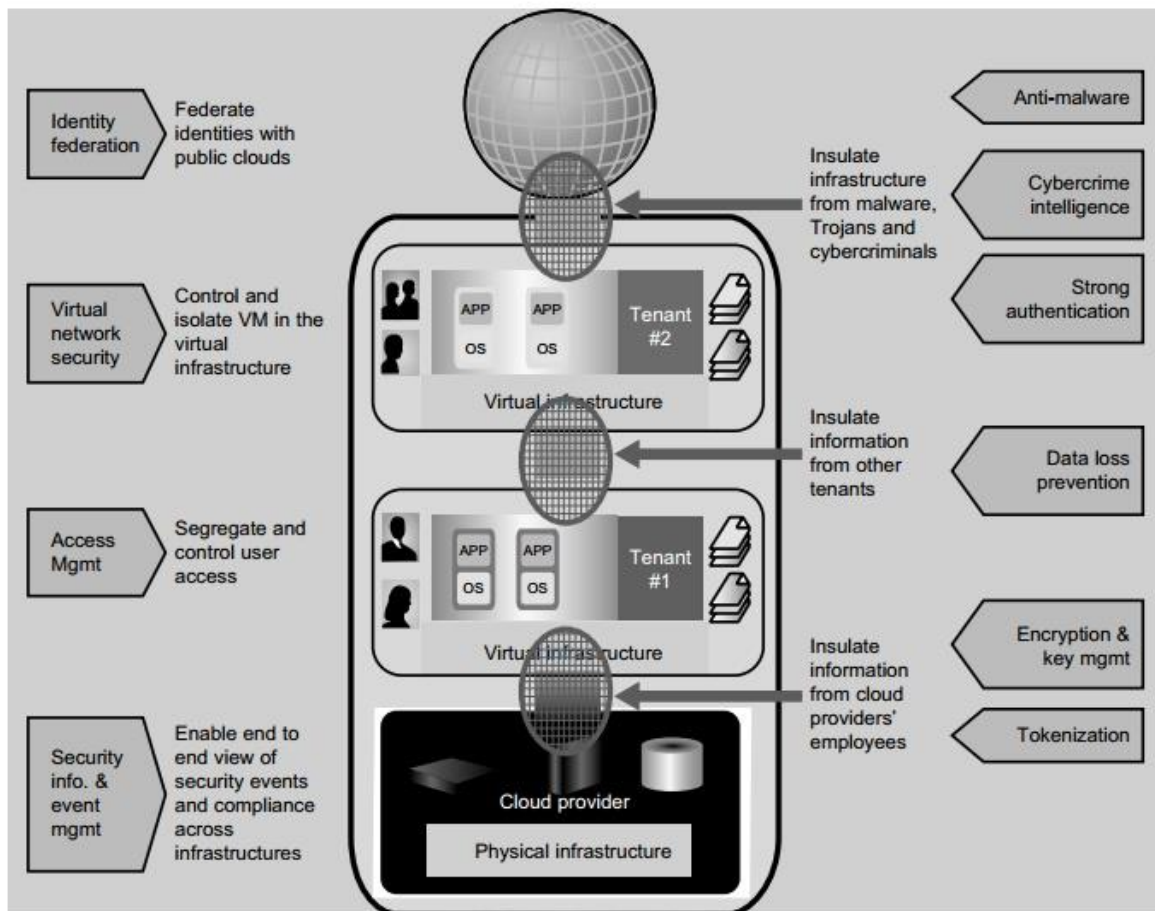 Identity
federation
Federate
identities with
public clouds
Virtual
network
security
Control and
isolate VM in the
virtual
infrastructure
Access
Mgmt
Segregate and
control user
access
Security
info. &
event
mgmt
Enable end to
end view of
security events
and compliance
across
infrastructures
APP
OS
APP
OS
Tenant
#2
Virtual infrastructure
APP
OS
APP
OS
Tenant
#1
Virtual infrastructure
Cloud provider
Physical infrastructure
Insulate
infrastructure
from malware,
Trojans and
cybercriminals
Insulate
information
from other
tenants
Insulate
information
from cloud
providers'
employees
Anti-malware
Cybercrime
intelligence
Strong
authentication
Data loss
prevention
Encryption &
key mgmt
Tokenization